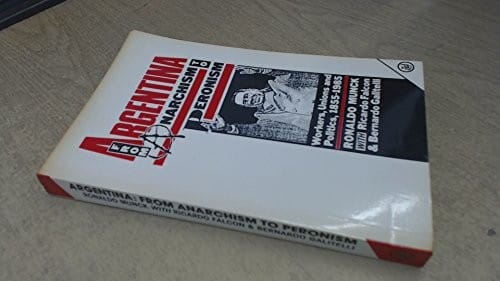 ARGENTINA
FROM
ANARCHISM TO
PERONISM
Workers, Unions and
Politics, 1855-1985
RONALDO MUNCK
WITH Ricardo Falcon
& Bernardo Galitelli
ARGENTINA: FROM ANARCHISM TO PERONISM
RONALDO MUNCK WITH RICARDO FALCON & BERNARDO GALITELLI